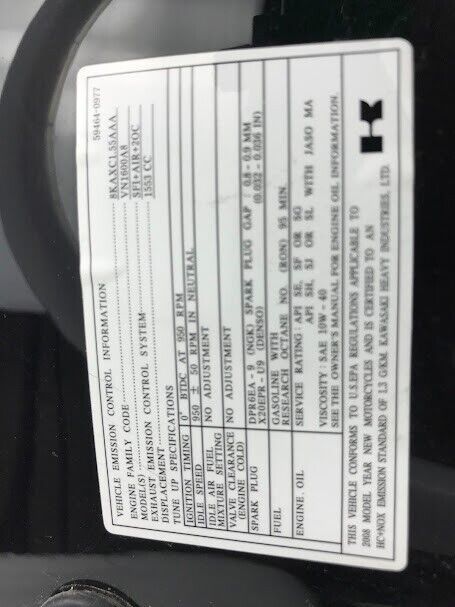 59464-0977
VEHICLE EMISSION CONTROL INFORMATION
ENGINE FAMILY CODE 8KAXC1.55AAA
MODEL(S) VN1600A8
EXHAUST EMISSION CONTROL SYSTEM SFI+AIR+2OC
DISPLACEMENT 1553 CC
TUNE UP SPECIFICATIONS
IGNITION TIMING 0° BTDC AT 950 RPM
IDLE SPEED 950 ± 50 RPM IN NEUTRAL
IDLE AIR FUEL MIXTURE SETTING NO ADJUSTMENT
VALVE CLEARANCE (ENGINE COLD) NO ADJUSTMENT
SPARK PLUG DPR6EA-9 (NGK) SPARK PLUG GAP : 0.8-0.9 MM
X20EPR-U9 (DENSO) (0.032-0.036 IN)
FUEL GASOLINE WITH
RESEARCH OCTANE NO. (RON) 95 MIN.
ENGINE. OIL SERVICE RATING : API SE, SF OR SG
API SH, SJ OR SL WITH JASO MA
VISCOSITY : SAE 10W-40
SEE THE OWNER'S MANUAL FOR ENGINE OIL INFORMATION.
THIS VEHICLE CONFORMS TO U.S.EPA REGULATIONS APPLICABLE TO
2008 MODEL YEAR NEW MOTORCYCLES AND IS CERTIFIED TO AN
HC+NOX EMISSION STANDARD OF 1.3 G/KM. KAWASAKI HEAVY INDUSTRIES, LTD.
K